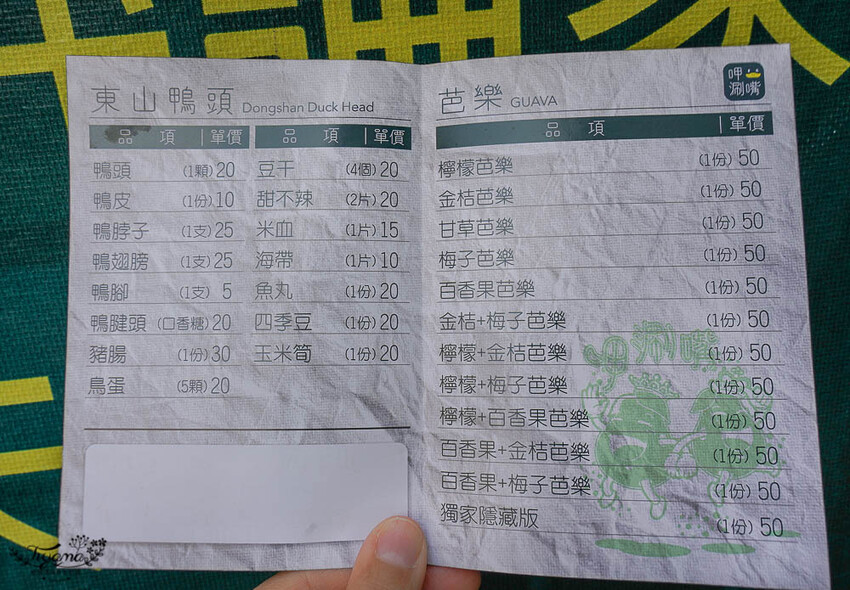 東山鴨頭 Dongshan Duck Head
品 項 單價 品 項 單價
鴨頭 (1顆) 20 豆干 (4個) 20
鴨皮 (1份) 10 甜不辣 (2片) 20
鴨脖子 (1支) 25 米血 (1片) 15
鴨翅膀 (1支) 25 海帶 (1片) 10
鴨腳 (1支) 5 魚丸 (1份) 20
鴨腱頭 (口香糖) 20 四季豆 (1份) 20
豬腸 (1份) 30 玉米筍 (1份) 20
鳥蛋 (5顆) 20
芭樂 GUAVA
呷涮嘴
品 項 單價
檸檬芭樂 (1份) 50
金桔芭樂 (1份) 50
甘草芭樂 (1份) 50
梅子芭樂 (1份) 50
百香果芭樂 (1份) 50
金桔+梅子芭樂 (1份) 50
檸檬+金桔芭樂 (1份) 50
檸檬+梅子芭樂 (1份) 50
檸檬+百香果芭樂 (1份) 50
百香果+金桔芭樂 (1份) 50
百香果+梅子芭樂 (1份) 50
獨家隱藏版 (1份) 50
呷涮嘴